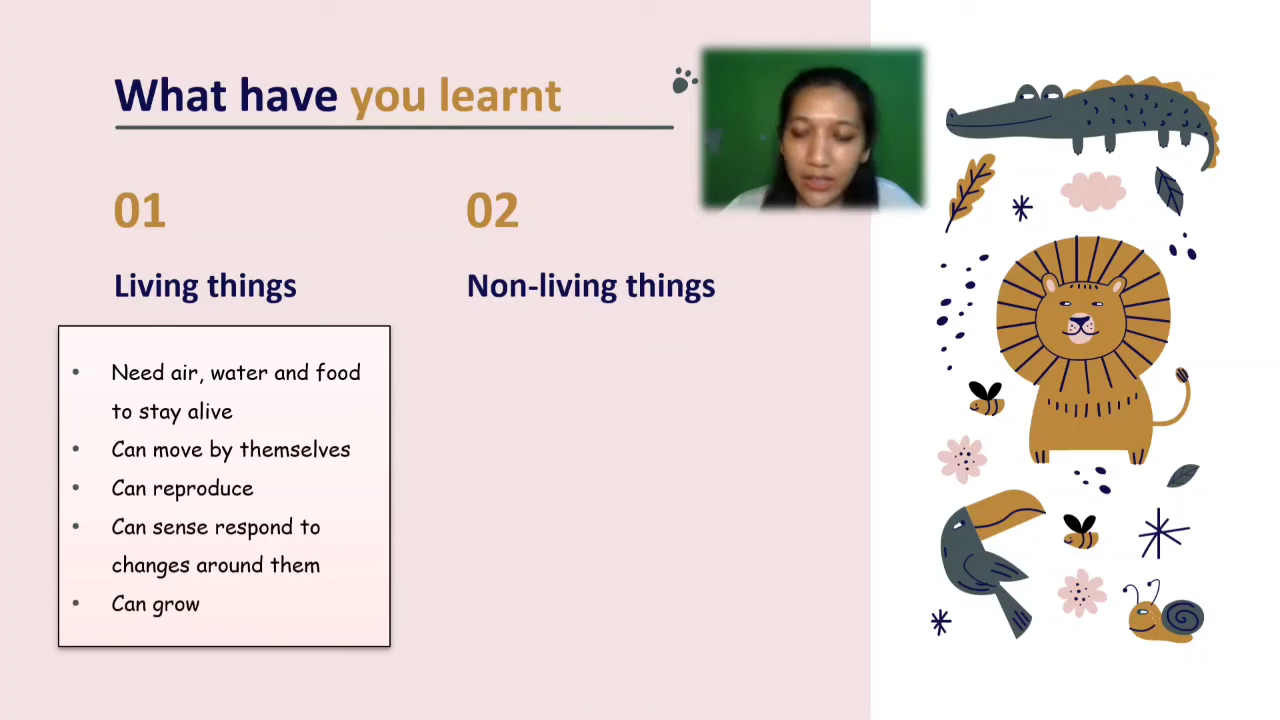 What have you learnt
01
Living things
Need air, water and food
to stay alive
Can move by themselves
Can reproduce
Can sense respond to
changes around them
Can grow
02
Non-living things